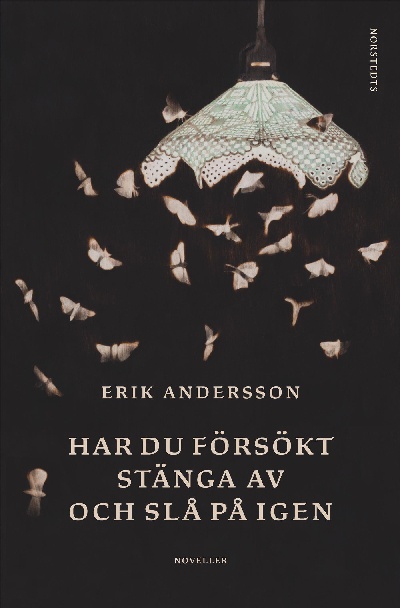 NORSTEDTS
ERIK ANDERSSON
HAR DU FÖRSÖKT
STÄNGA AV
OCH SLÅ PÅ IGEN
NOVELLER